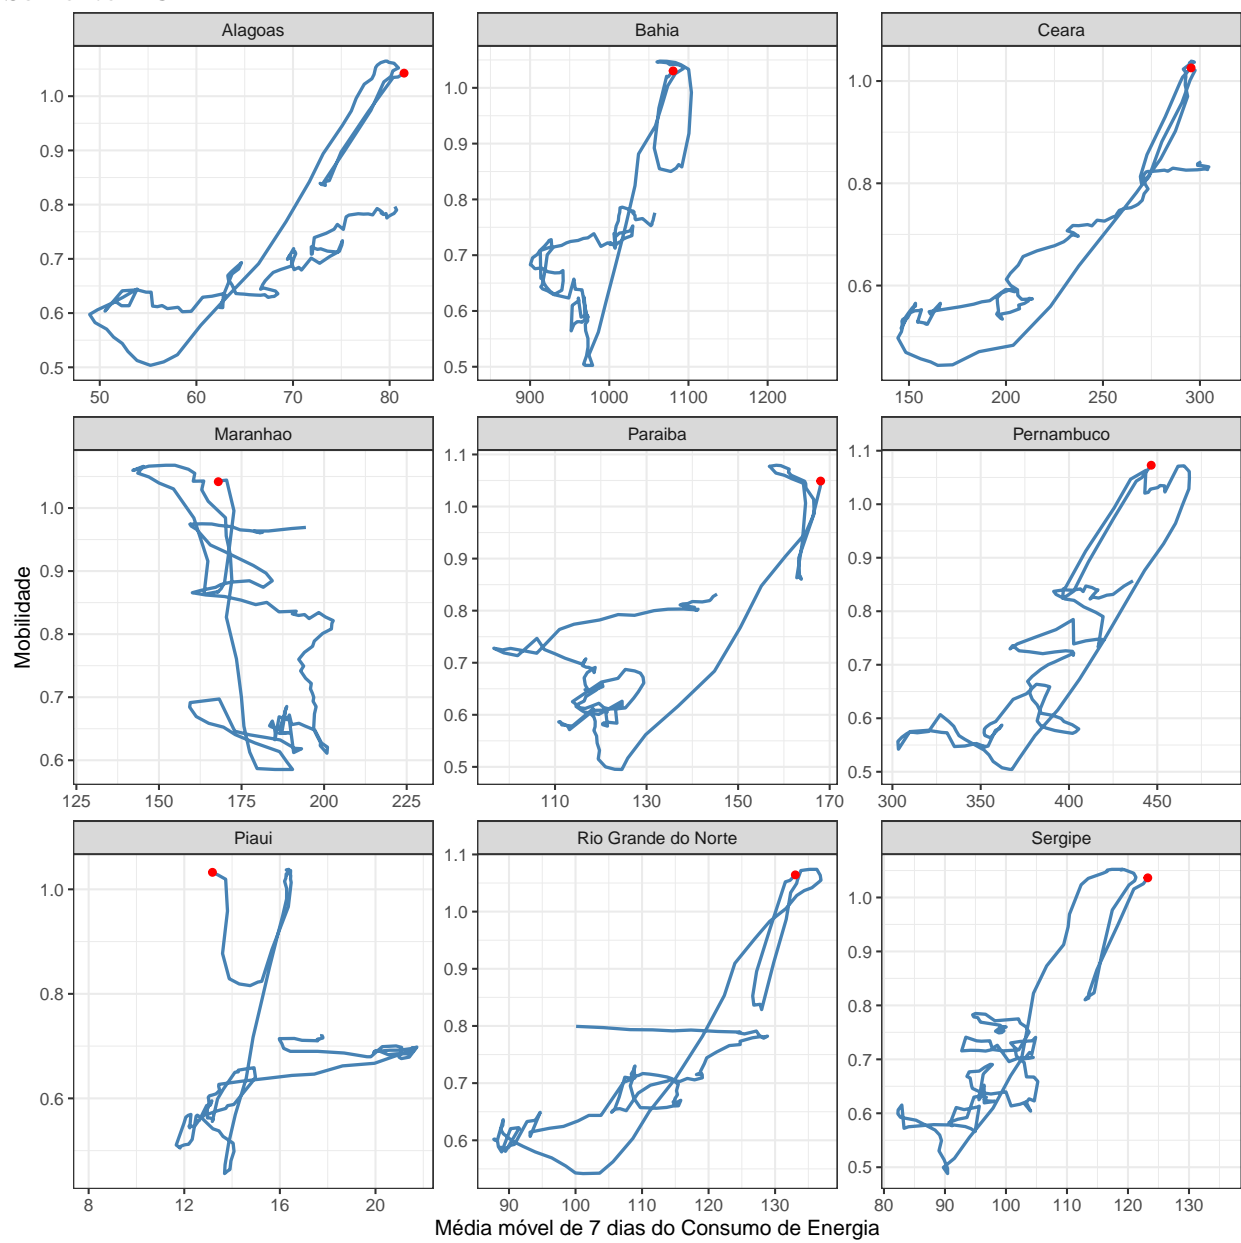 Alagoas
Bahia
Ceara
1.0
0.9
0.8
0.7
0.6
0.5
50 60 70 80
1.0
0.9
0.8
0.7
0.6
0.5
900 1000 1100 1200
1.0
0.8
0.6
150 200 250 300
Maranhao
Paraiba
Pernambuco
1.0
0.9
0.8
0.7
0.6
125 150 175 200 225
1.1
1.0
0.9
0.8
0.7
0.6
0.5
110 130 150 170
1.1
1.0
0.9
0.8
0.7
0.6
0.5
300 350 400 450
Mobilidade
Piaui
Rio Grande do Norte
Sergipe
1.0
0.8
0.6
8 12 16 20
1.1
1.0
0.9
0.8
0.7
0.6
90 100 110 120 130
1.0
0.9
0.8
0.7
0.6
0.5
80 90 100 110 120 130
Média móvel de 7 dias do Consumo de Energia